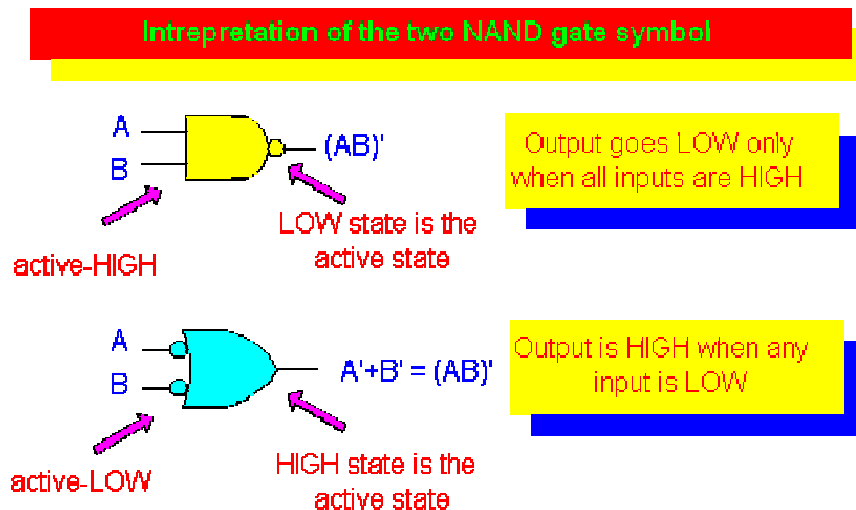 Intrepretation of the two NAND gate symbol
A
B
(AB)'
active-HIGH
LOW state is the
active state
Output goes LOW only
when all inputs are HIGH
A
B
A'+B' = (AB)'
active-LOW
HIGH state is the
active state
Output is HIGH when any
input is LOW